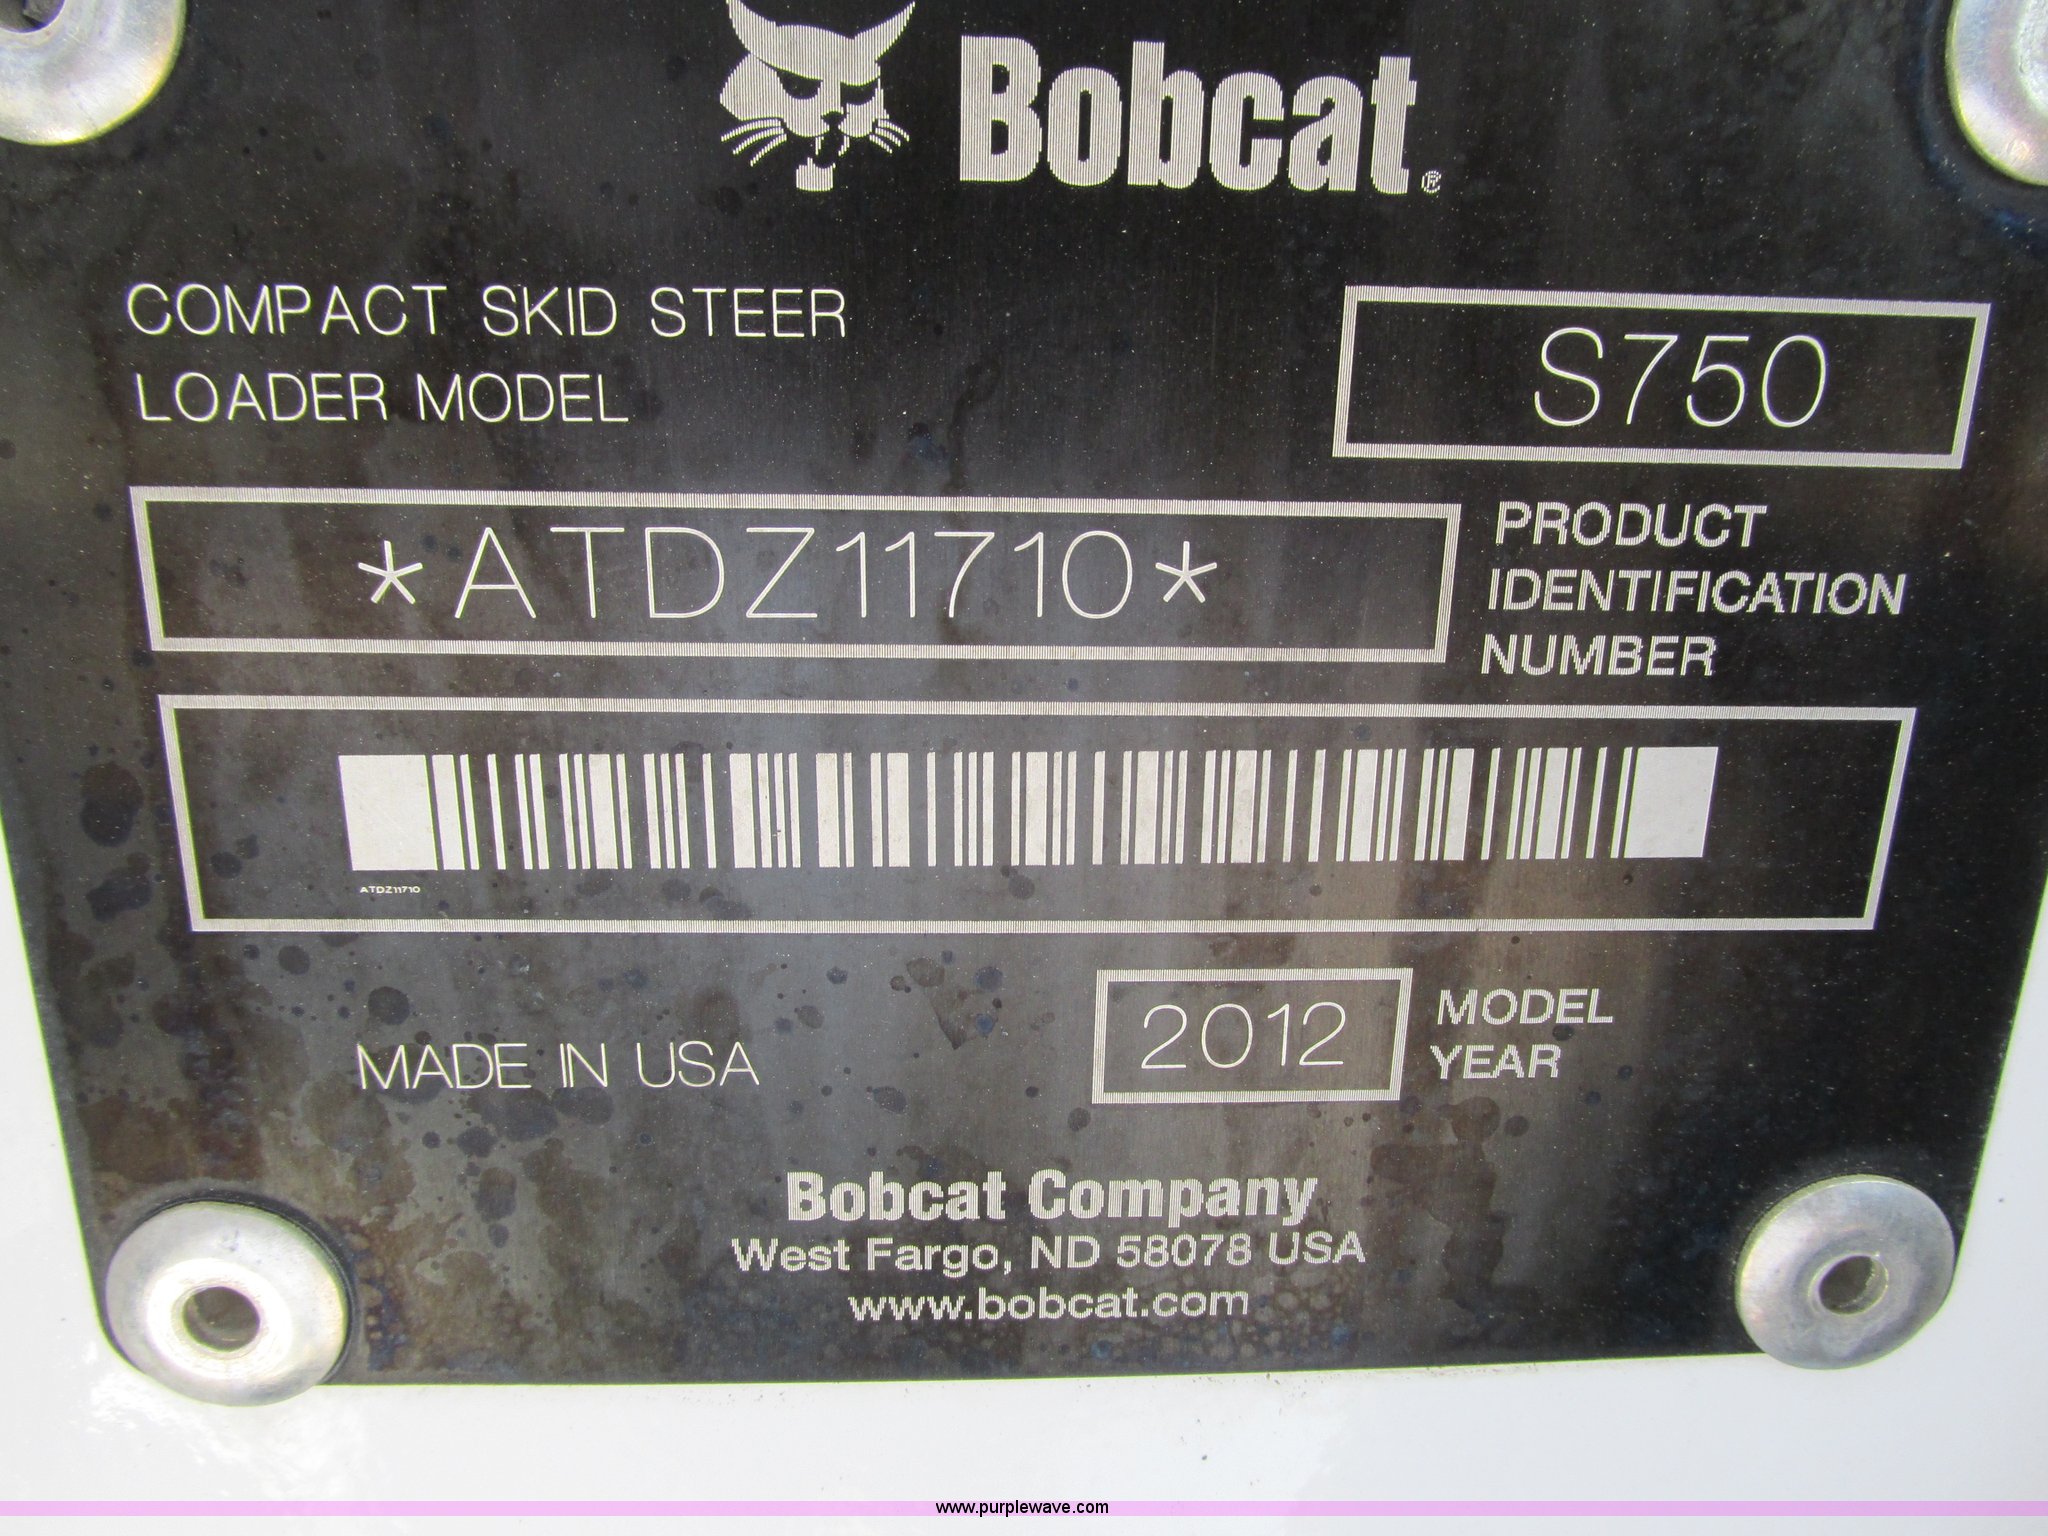 Bobcat®
COMPACT SKID STEER
LOADER MODEL
S750
*ATDZ11710*
PRODUCT
IDENTIFICATION
NUMBER
ATDZ11710
MADE IN USA
2012
MODEL
YEAR
Bobcat Company
West Fargo, ND 58078 USA
www.bobcat.com
www.purplewave.com